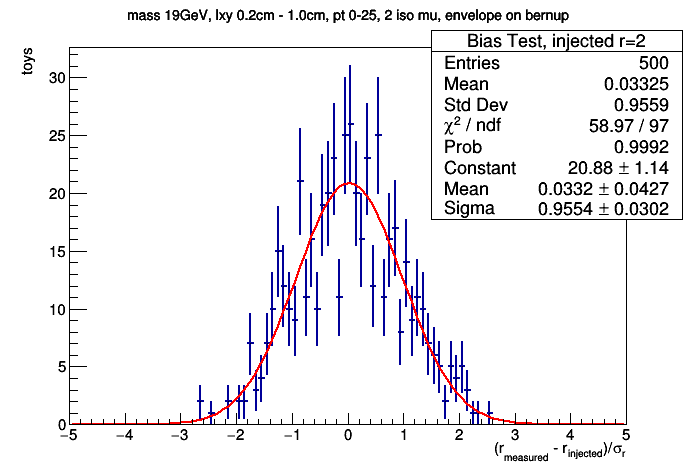 mass 19GeV, lxy 0.2cm - 1.0cm, pt 0-25, 2 iso mu, envelope on bernup
Bias Test, injected r=2
Entries 500
Mean 0.03325
Std Dev 0.9559
χ² / ndf 58.97 / 97
Prob 0.9992
Constant 20.88 ± 1.14
Mean 0.0332 ± 0.0427
Sigma 0.9554 ± 0.0302
toys
30
25
20
15
10
5
0
−5 −4 −3 −2 −1 0 1 2 3 4 5
(r_measured - r_injected)/σ_r